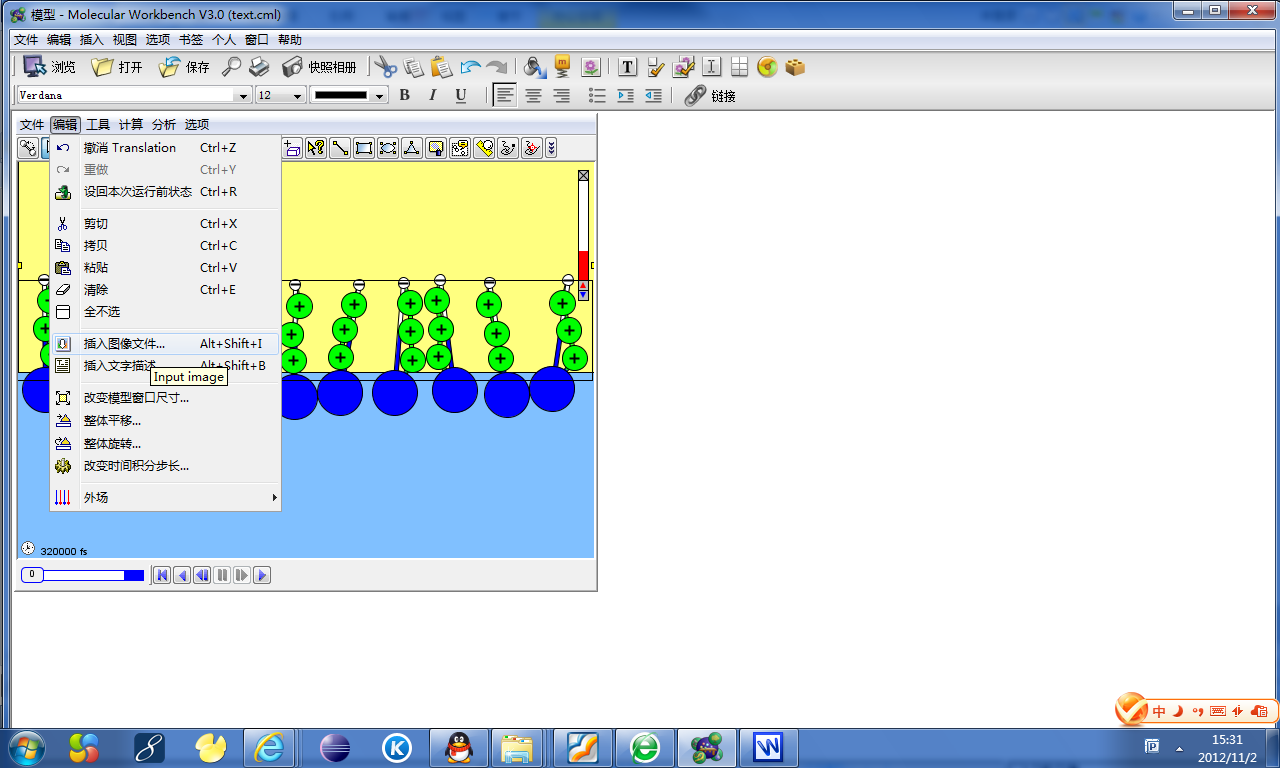 模型 - Molecular Workbench V3.0 (text.cml)
文件 编辑 插入 视图 选项 书签 个人 窗口 帮助
浏览 打开 保存 快照相册
Verdana 12 B I U 链接
文件 编辑 工具 计算 分析 选项
撤消 Translation Ctrl+Z
重做 Ctrl+Y
设回本次运行前状态 Ctrl+R
剪切 Ctrl+X
拷贝 Ctrl+C
粘贴 Ctrl+V
清除 Ctrl+E
全不选
插入图像文件... Alt+Shift+I
插入文字描述 Alt+Shift+B
Input image
改变模型窗口尺寸...
整体平移...
整体旋转...
改变时间积分步长...
外场
320000 fs
0
中
15:31
2012/11/2